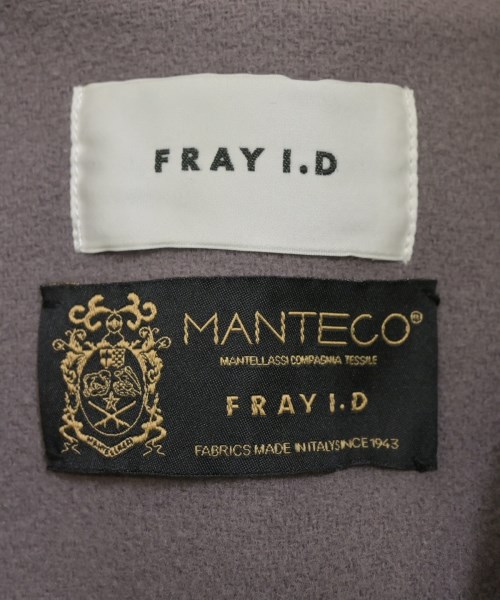 FRAY I.D
MANTECO®
MANTELLASSI COMPAGNIA TESSILE
FRAY I.D
FABRICS MADE IN ITALY SINCE 1943